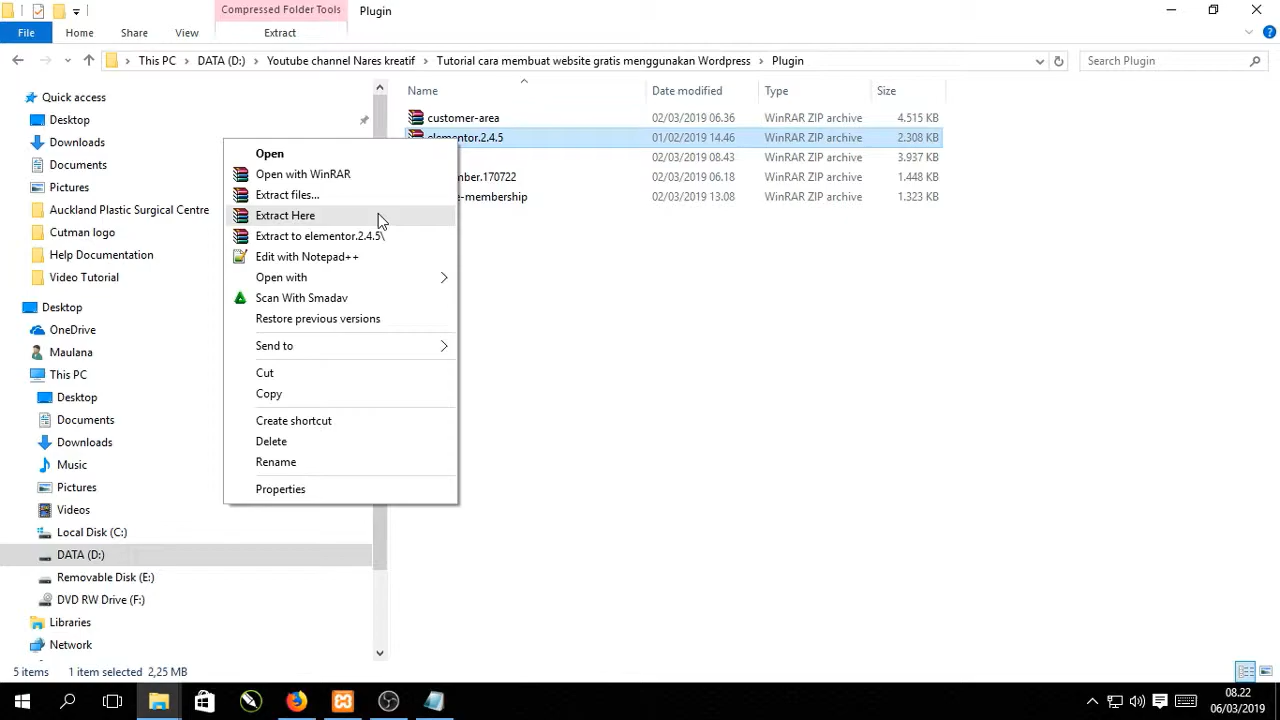 Compressed Folder Tools
Plugin
File
Home
Share
View
Extract
This PC
DATA (D:)
Youtube channel Nares kreatif
Tutorial cara membuat website gratis menggunakan Wordpress
Plugin
Search Plugin
Quick access
Desktop
Downloads
Documents
Pictures
Auckland Plastic Surgical Centre
Cutman logo
Help Documentation
Video Tutorial
Desktop
OneDrive
Maulana
This PC
Desktop
Documents
Downloads
Music
Pictures
Videos
Local Disk (C:)
DATA (D:)
Removable Disk (E:)
DVD RW Drive (F:)
Libraries
Network
Name
Date modified
Type
Size
customer-area
02/03/2019 06.36
WinRAR ZIP archive
4.515 KB
elementor.2.4.5
01/02/2019 14.46
WinRAR ZIP archive
2.308 KB
02/03/2019 08.43
WinRAR ZIP archive
3.937 KB
mber.170722
02/03/2019 06.18
WinRAR ZIP archive
1.448 KB
e-membership
02/03/2019 13.08
WinRAR ZIP archive
1.323 KB
Open
Open with WinRAR
Extract files...
Extract Here
Extract to elementor.2.4.5\
Edit with Notepad++
Open with
Scan With Smadav
Restore previous versions
Send to
Cut
Copy
Create shortcut
Delete
Rename
Properties
5 items
1 item selected 2,25 MB
08.22
06/03/2019